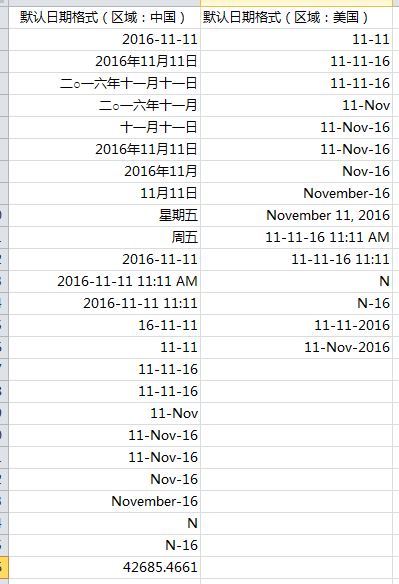 默认日期格式（区域：中国） 默认日期格式（区域：美国）
2016-11-11 11-11
2016年11月11日 11-11-16
二○一六年十一月十一日 11-11-16
二○一六年十一月 11-Nov
十一月十一日 11-Nov-16
2016年11月11日 11-Nov-16
2016年11月 Nov-16
11月11日 November-16
星期五 November 11, 2016
周五 11-11-16 11:11 AM
2016-11-11 11-11-16 11:11
2016-11-11 11:11 AM N
2016-11-11 11:11 N-16
16-11-11 11-11-2016
11-11 11-Nov-2016
11-11-16
11-11-16
11-Nov
11-Nov-16
11-Nov-16
Nov-16
November-16
N
N-16
42685.4661